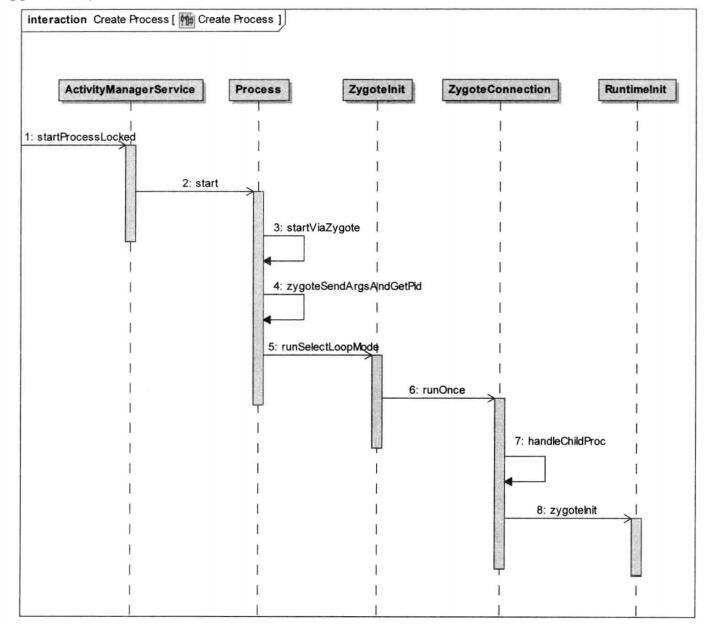 interaction Create Process [ Create Process ]
ActivityManagerService Process ZygoteInit ZygoteConnection RuntimeInit
1: startProcessLocked
2: start
3: startViaZygote
4: zygoteSendArgsAndGetPid
5: runSelectLoopMode
6: runOnce
7: handleChildProc
8: zygoteInit